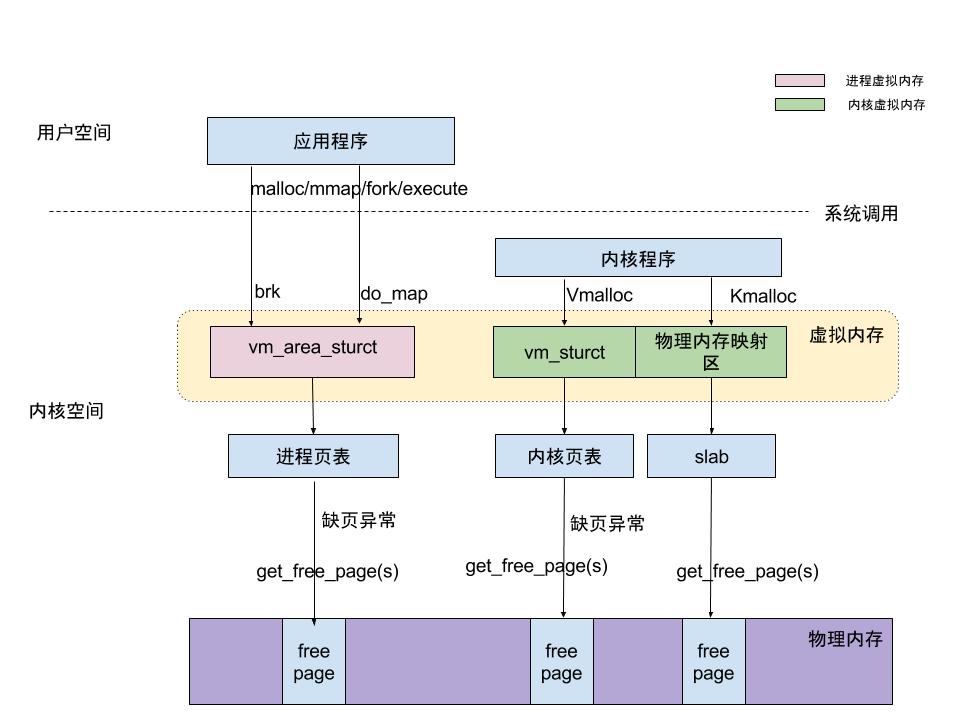 进程虚拟内存
内核虚拟内存
用户空间
应用程序
malloc/mmap/fork/execute
系统调用
内核程序
brk
do_map
Vmalloc
Kmalloc
虚拟内存
vm_area_sturct
vm_sturct
物理内存映射
区
内核空间
进程页表
内核页表
slab
缺页异常
缺页异常
get_free_page(s)
get_free_page(s)
get_free_page(s)
物理内存
free
page
free
page
free
page